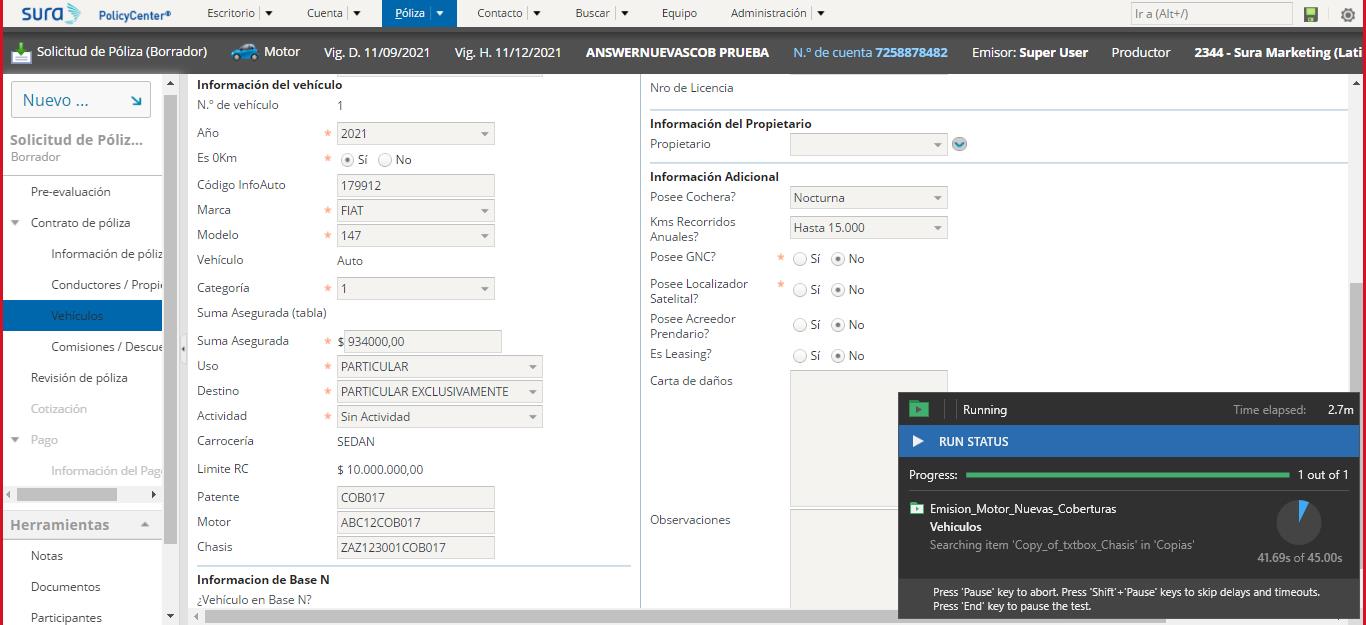 sura PolicyCenter®
Escritorio
Cuenta
Póliza
Contacto
Buscar
Equipo
Administración
Ir a (Alt+/)
Solicitud de Póliza (Borrador)
Motor
Vig. D. 11/09/2021
Vig. H. 11/12/2021
ANSWERNUEVASCOB PRUEBA
N.º de cuenta 7258878482
Emisor: Super User
Productor
2344 - Sura Marketing (Lati
Nuevo ...
Solicitud de Póliz...
Borrador
Pre-evaluación
Contrato de póliza
Información de póliz
Conductores / Propi
Vehículos
Comisiones / Descue
Revisión de póliza
Cotización
Pago
Información del Pag
Herramientas
Notas
Documentos
Participantes
Información del vehículo
N.º de vehículo 1
Año * 2021
Es 0Km * Sí No
Código InfoAuto 179912
Marca * FIAT
Modelo * 147
Vehículo Auto
Categoría * 1
Suma Asegurada (tabla)
Suma Asegurada * $ 934000,00
Uso * PARTICULAR
Destino * PARTICULAR EXCLUSIVAMENTE
Actividad * Sin Actividad
Carrocería SEDAN
Limite RC $ 10.000.000,00
Patente COB017
Motor ABC12COB017
Chasis ZAZ123001COB017
Informacion de Base N
¿Vehículo en Base N?
Nro de Licencia
Información del Propietario
Propietario
Información Adicional
Posee Cochera? Nocturna
Kms Recorridos
Anuales? Hasta 15.000
Posee GNC? * Sí No
Posee Localizador
Satelital? * Sí No
Posee Acreedor
Prendario? Sí No
Es Leasing? Sí No
Carta de daños
Observaciones
Running
Time elapsed: 2.7m
RUN STATUS
Progress: 1 out of 1
Emision_Motor_Nuevas_Coberturas
Vehiculos
Searching item 'Copy_of_txtbox_Chasis' in 'Copias'
41.69s of 45.00s
Press 'Pause' key to abort. Press 'Shift'+'Pause' keys to skip delays and timeouts.
Press 'End' key to pause the test.